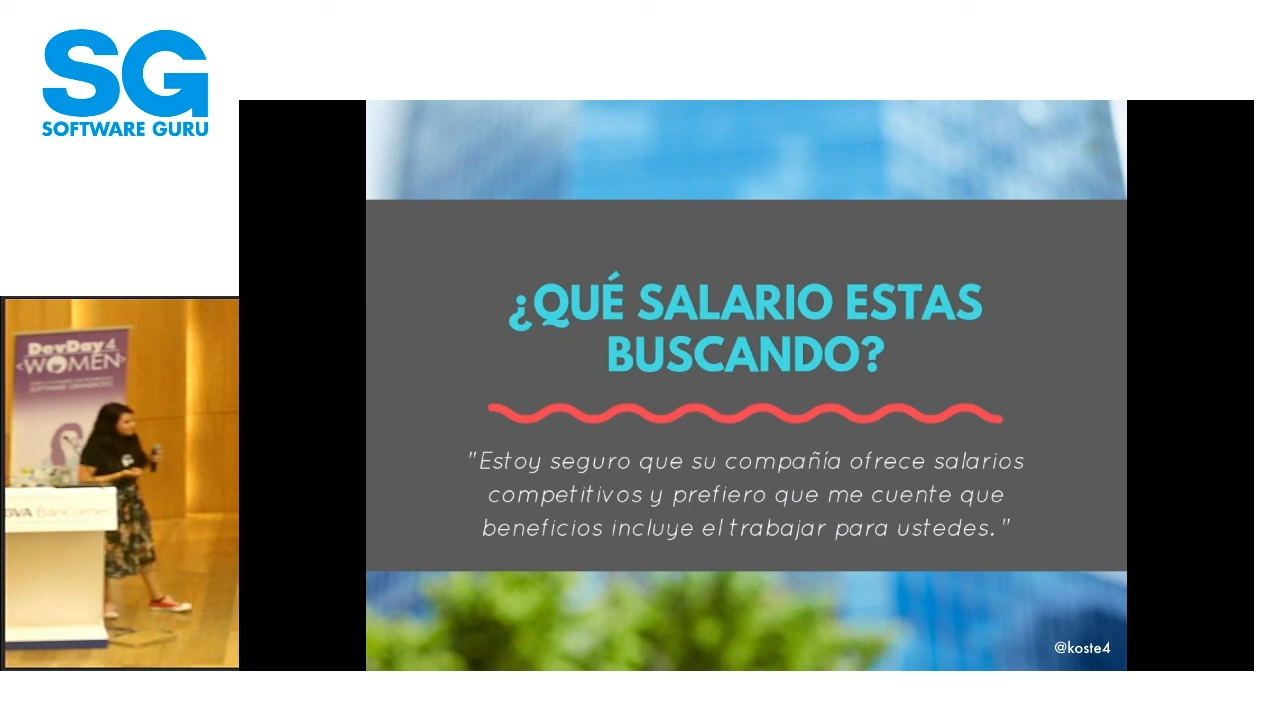 SG
SOFTWARE GURU
¿QUÉ SALARIO ESTAS
BUSCANDO?
"Estoy seguro que su compañía ofrece salarios
competitivos y prefiero que me cuente que
beneficios incluye el trabajar para ustedes."
@koste4
DevDay4
<WOMEN>
BBVA Bancomer